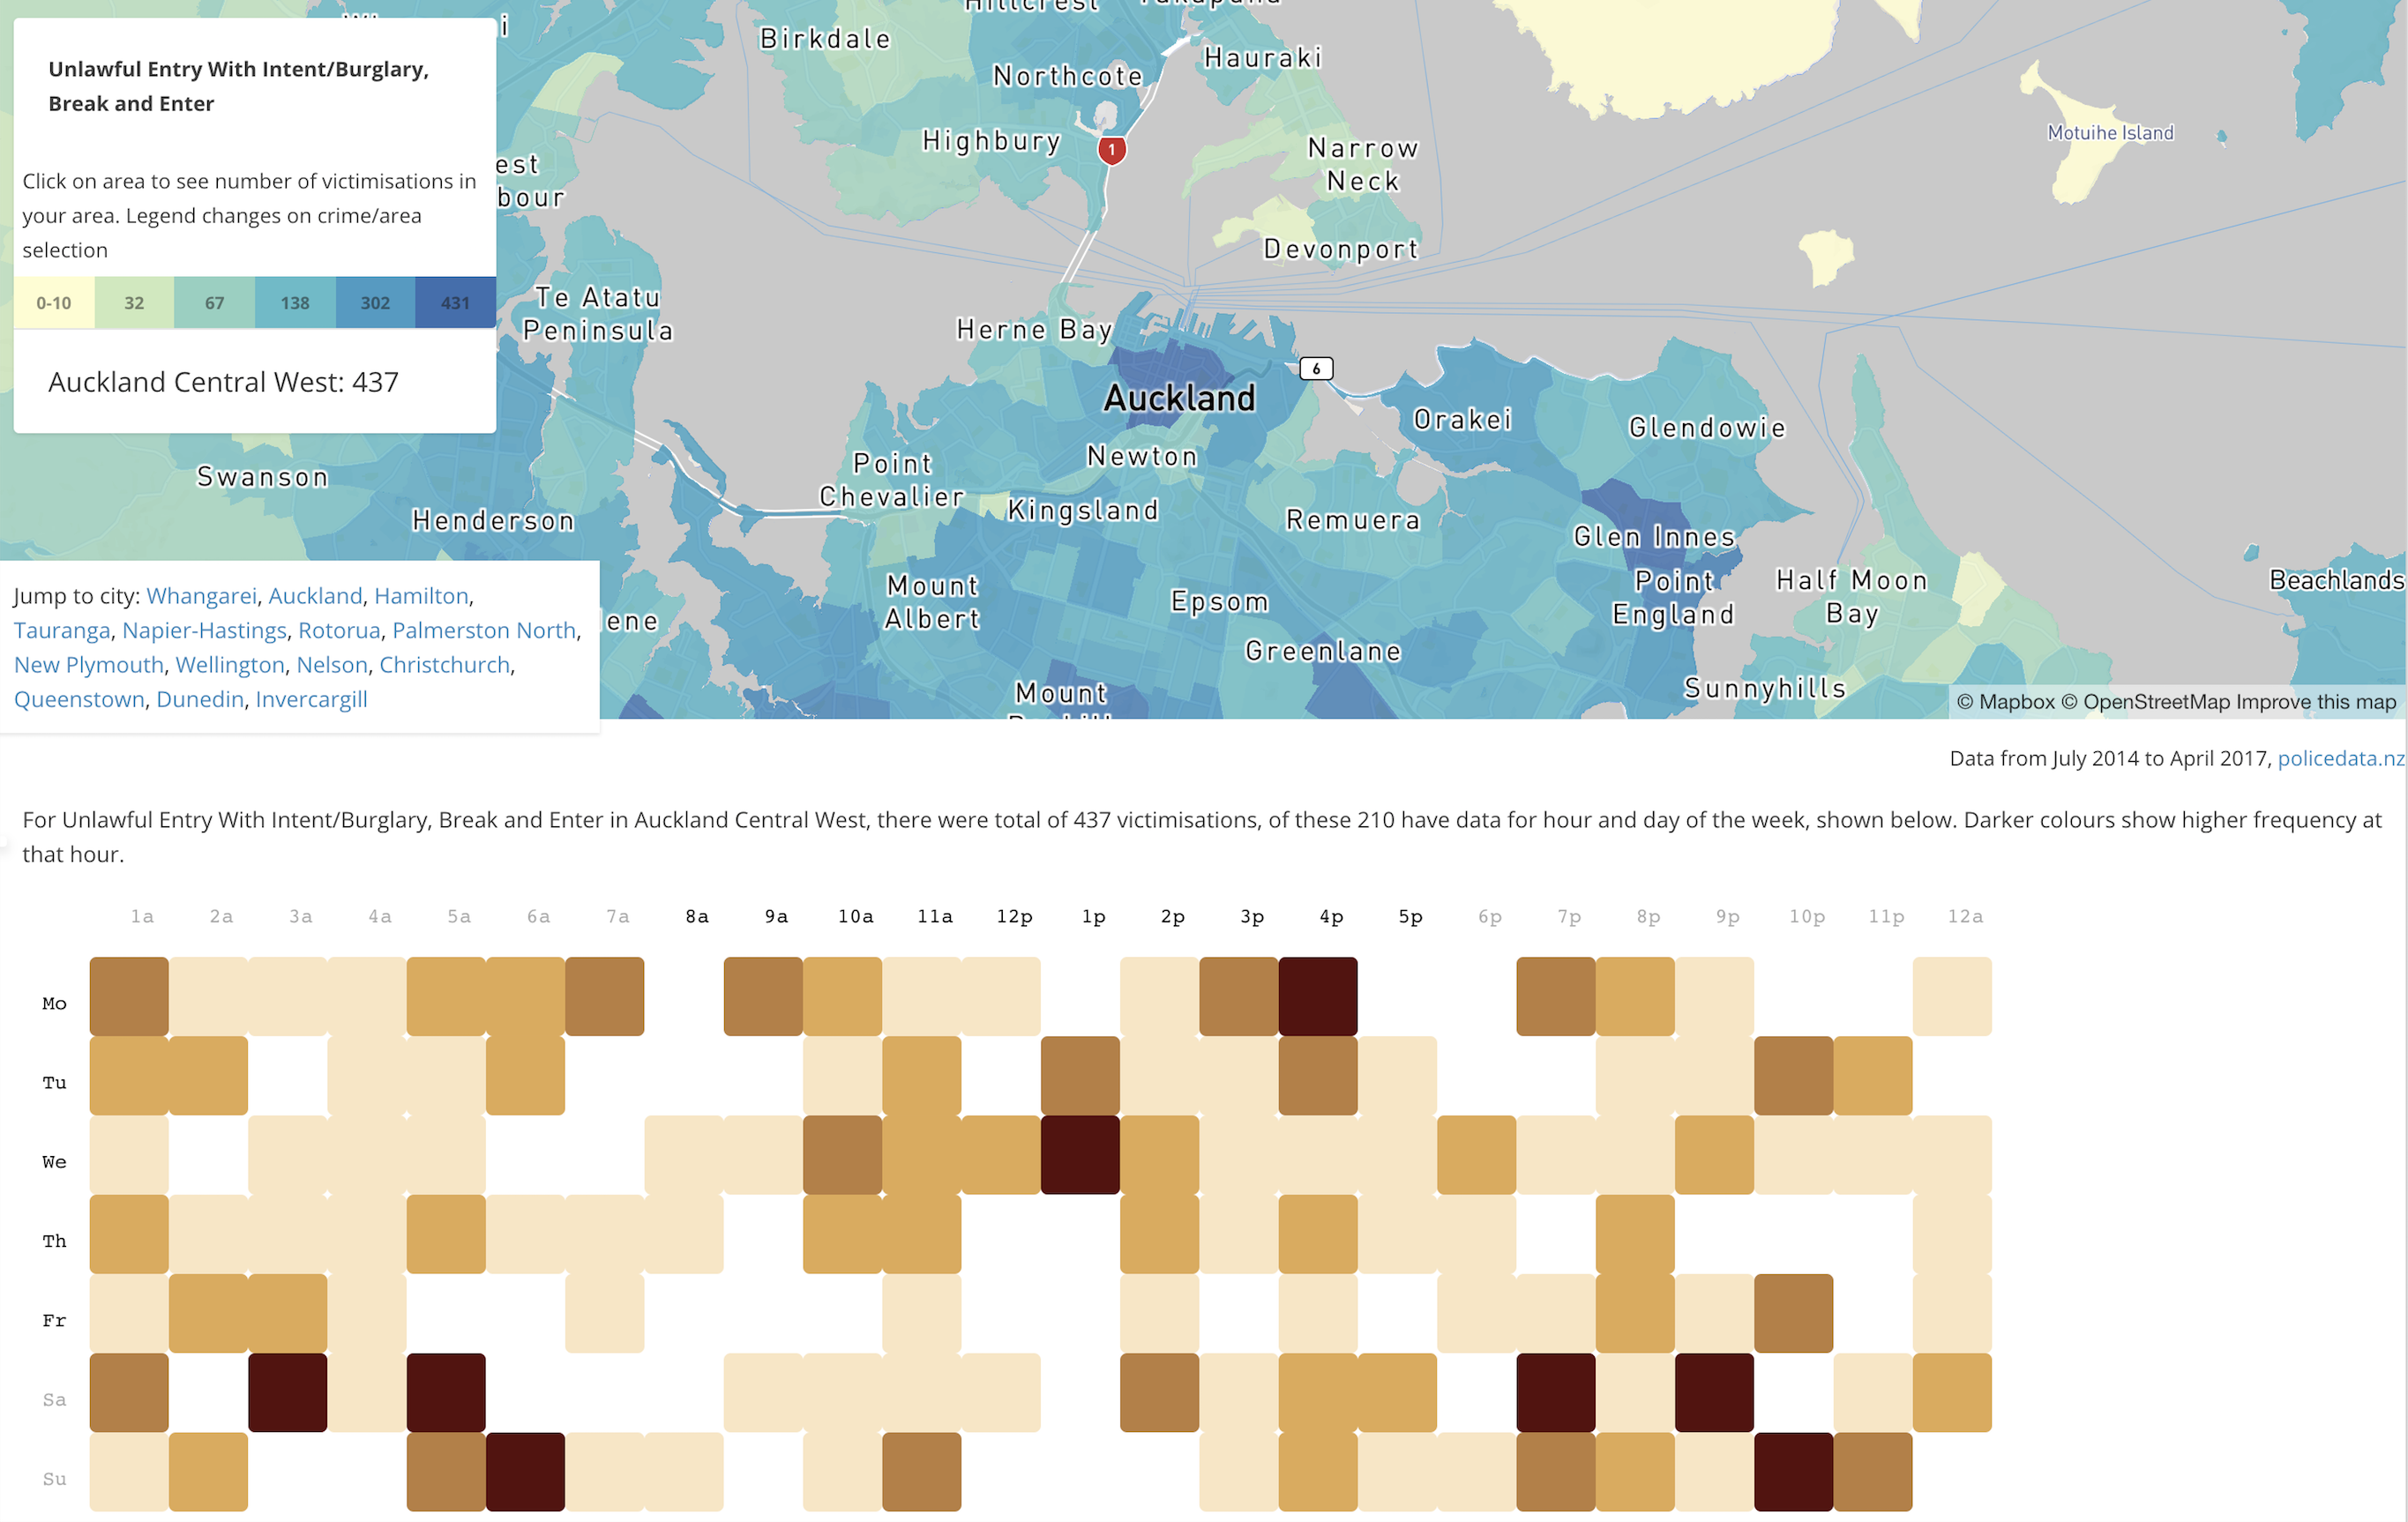 Hillcrest
Takapuna
Birkdale
Hauraki
Northcote
Unlawful Entry With Intent/Burglary,
Break and Enter
Highbury
1
Narrow
Neck
Motuihe Island
Click on area to see number of victimisations in
your area. Legend changes on crime/area
selection
est
bour
Devonport
0-10 32 67 138 302 431
Te Atatu
Peninsula
Herne Bay
Auckland Central West: 437
6
Auckland
Orakei
Glendowie
Newton
Point
Chevalier
Swanson
Henderson
Kingsland
Remuera
Glen Innes
Mount
Albert
Epsom
Point
England
Half Moon
Bay
Beachlands
Greenlane
Mount
Sunnyhills
lene
Jump to city: Whangarei, Auckland, Hamilton,
Tauranga, Napier-Hastings, Rotorua, Palmerston North,
New Plymouth, Wellington, Nelson, Christchurch,
Queenstown, Dunedin, Invercargill
© Mapbox © OpenStreetMap Improve this map
Data from July 2014 to April 2017, policedata.nz
For Unlawful Entry With Intent/Burglary, Break and Enter in Auckland Central West, there were total of 437 victimisations, of these 210 have data for hour and day of the week, shown below. Darker colours show higher frequency at
that hour.
1a 2a 3a 4a 5a 6a 7a 8a 9a 10a 11a 12p 1p 2p 3p 4p 5p 6p 7p 8p 9p 10p 11p 12a
Mo
Tu
We
Th
Fr
Sa
Su